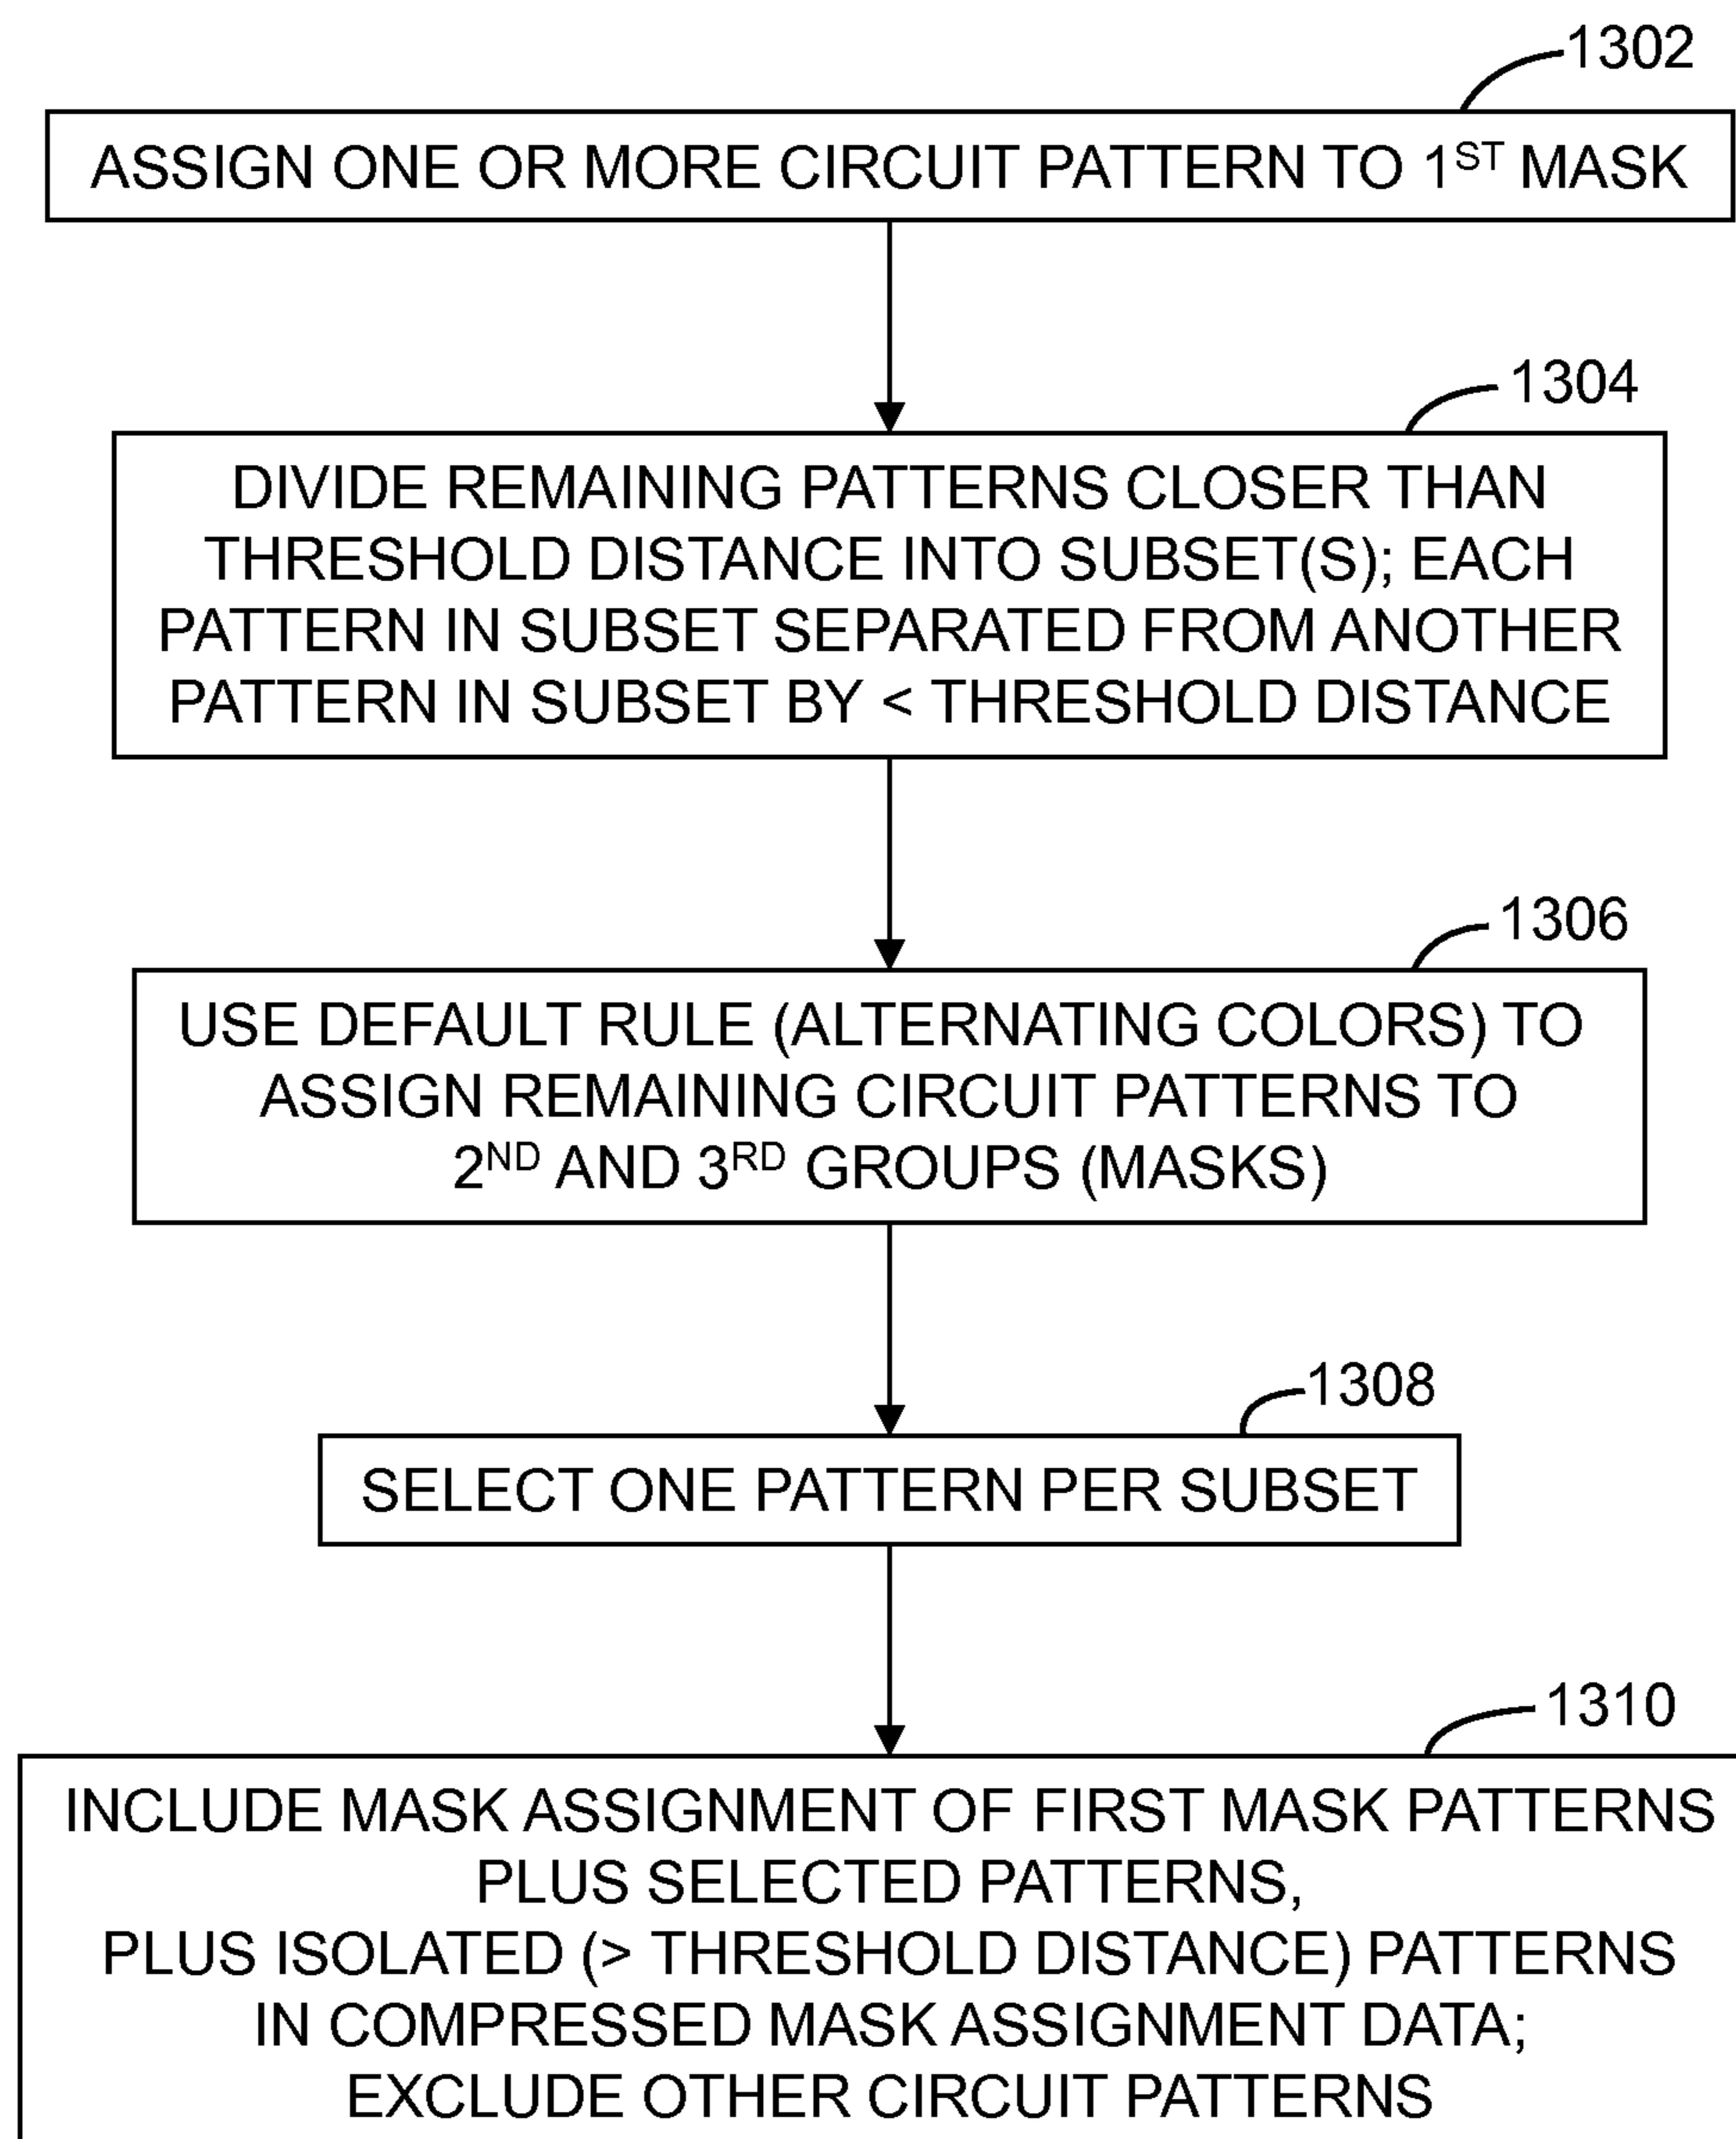 1302
ASSIGN ONE OR MORE CIRCUIT PATTERN TO 1ST MASK
1304
DIVIDE REMAINING PATTERNS CLOSER THAN
THRESHOLD DISTANCE INTO SUBSET(S); EACH
PATTERN IN SUBSET SEPARATED FROM ANOTHER
PATTERN IN SUBSET BY < THRESHOLD DISTANCE
1306
USE DEFAULT RULE (ALTERNATING COLORS) TO
ASSIGN REMAINING CIRCUIT PATTERNS TO
2ND AND 3RD GROUPS (MASKS)
1308
SELECT ONE PATTERN PER SUBSET
1310
INCLUDE MASK ASSIGNMENT OF FIRST MASK PATTERNS
PLUS SELECTED PATTERNS,
PLUS ISOLATED (> THRESHOLD DISTANCE) PATTERNS
IN COMPRESSED MASK ASSIGNMENT DATA;
EXCLUDE OTHER CIRCUIT PATTERNS